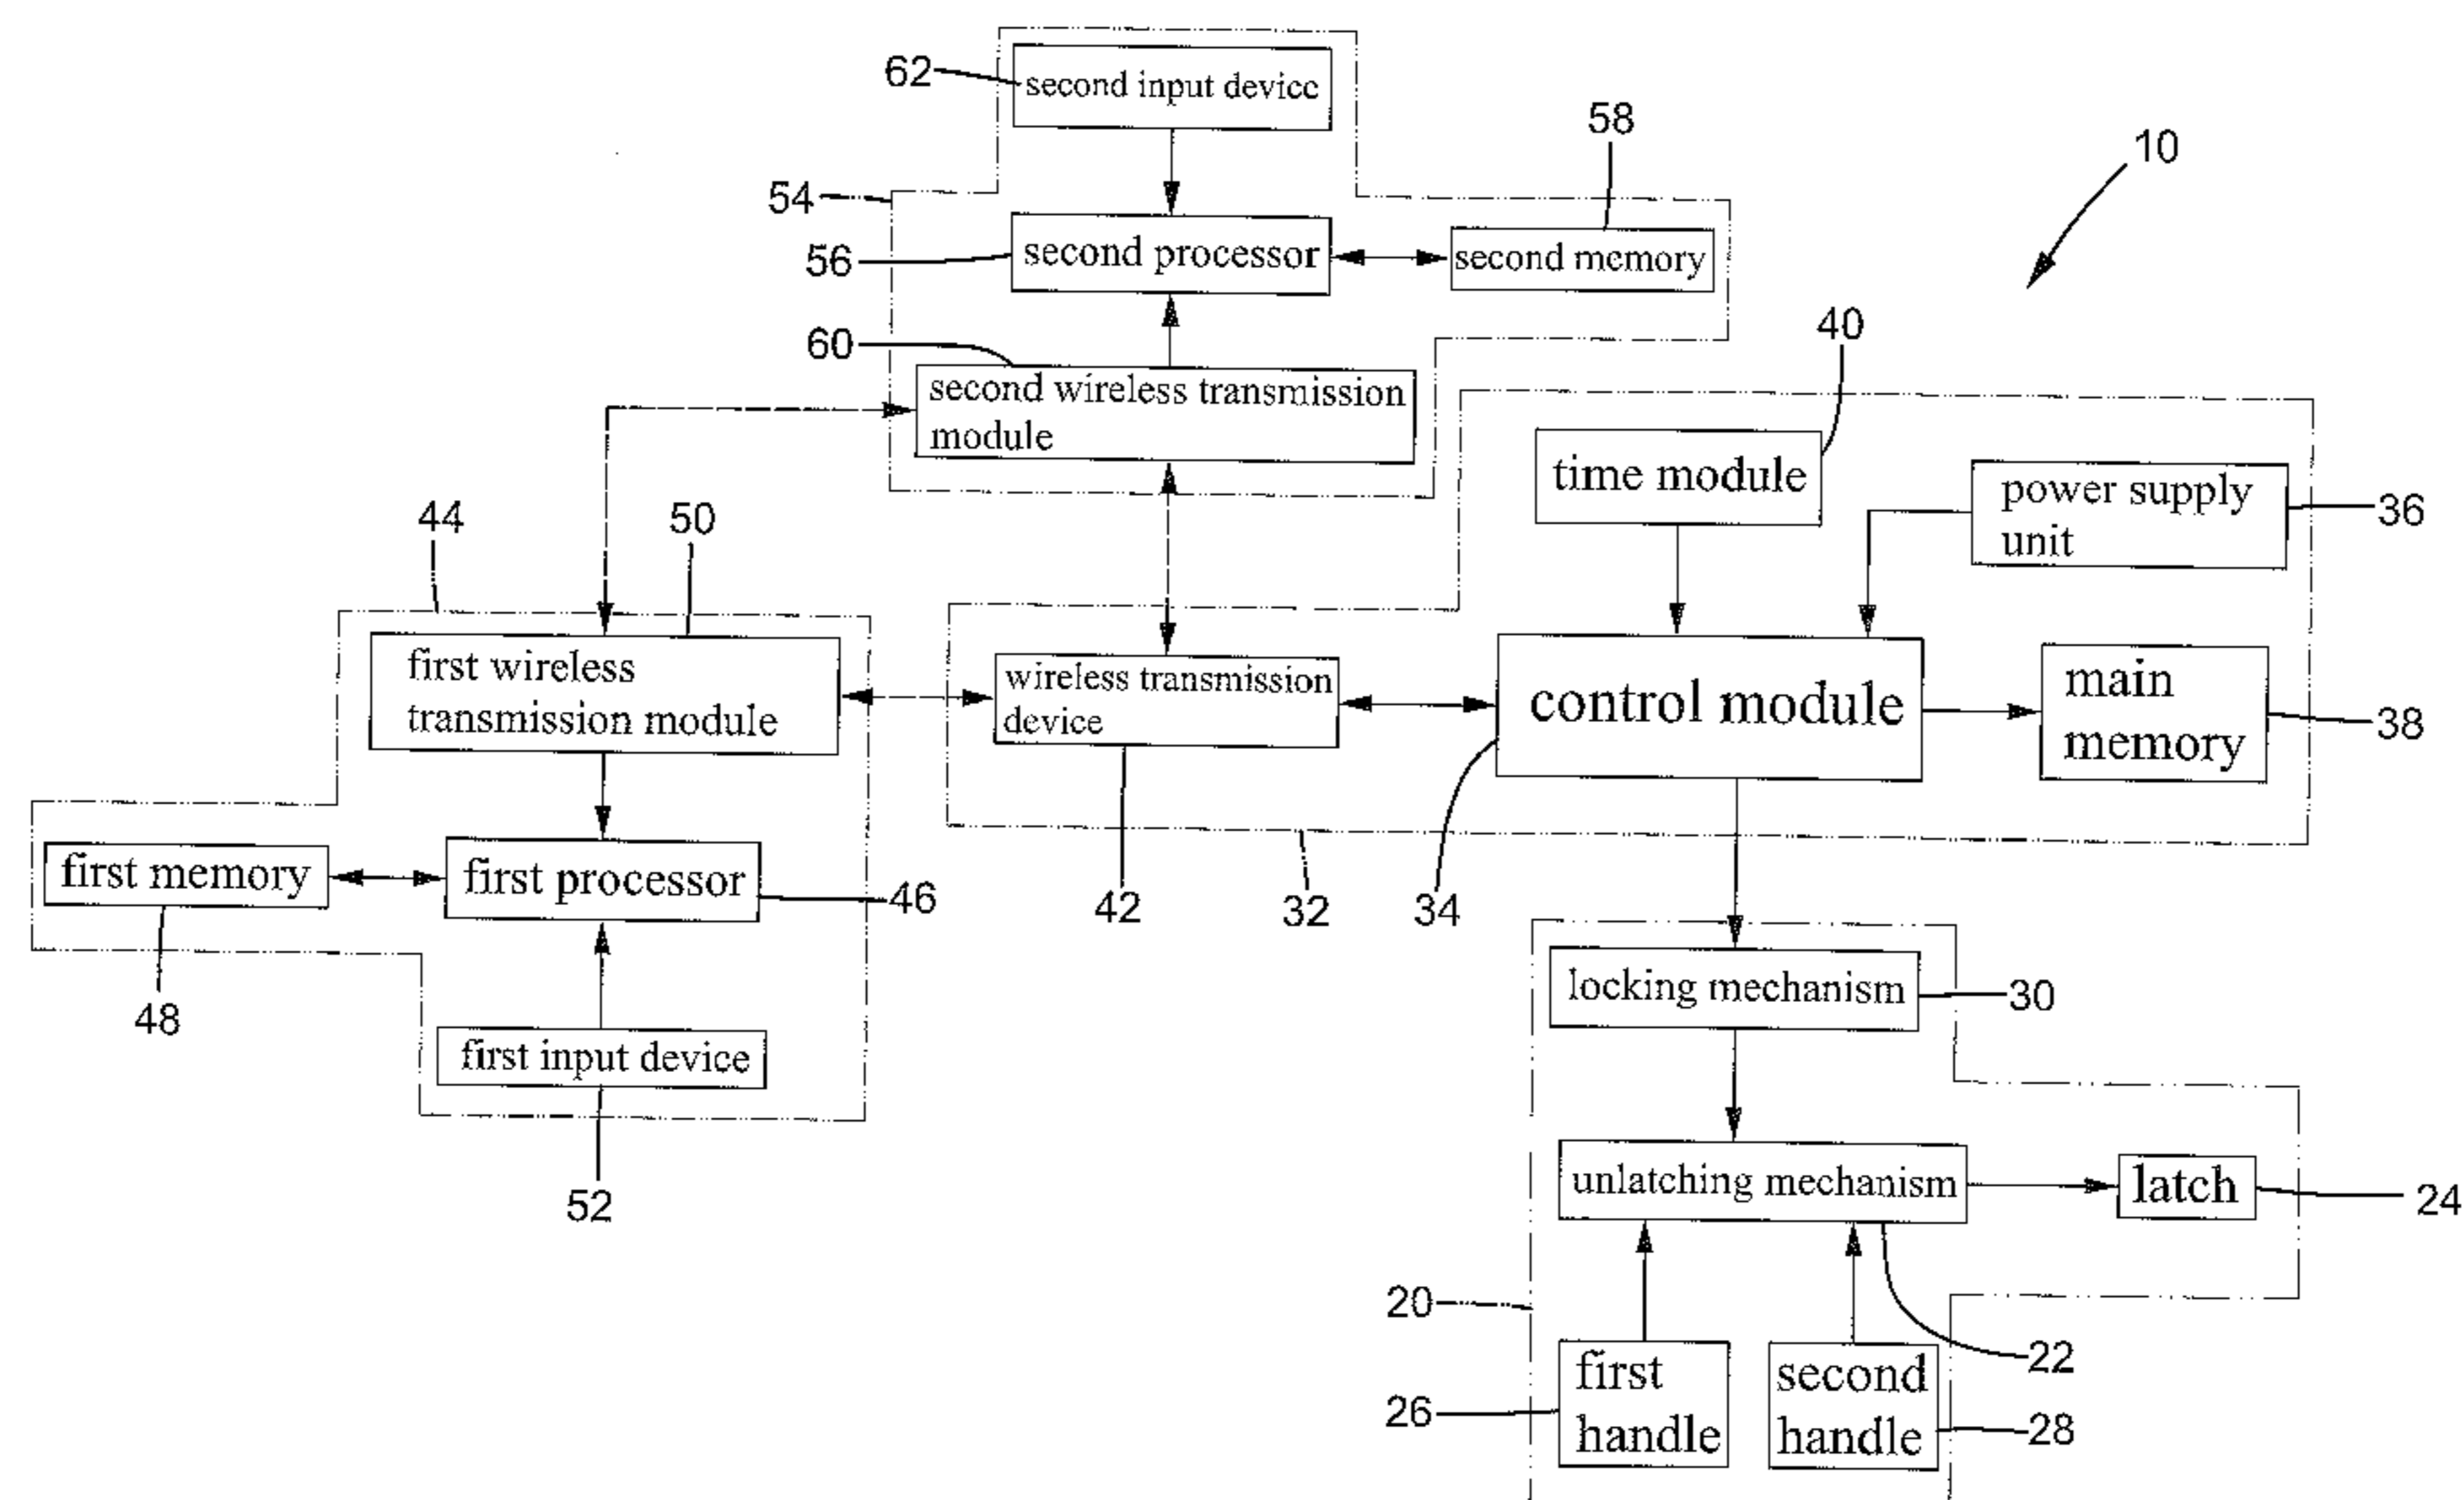 62
second input device
58
10
54
56
second processor
second memory
40
60
second wireless transmission
module
time module
power supply
unit
36
44
50
first wireless
transmission module
wireless transmission
device
control module
main
memory
38
first memory
first processor
46
42
32
34
48
first input device
locking mechanism
30
52
unlatching mechanism
latch
24
20
22
first
handle
second
handle
26
28